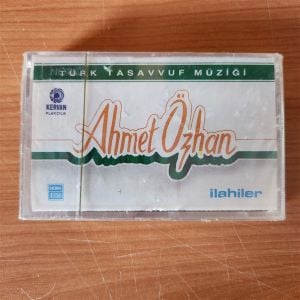 TÜRK TASAVVUF MÜZİĞİ
KERVAN
PLAKÇILIK
Ahmet Özhan
ilahiler